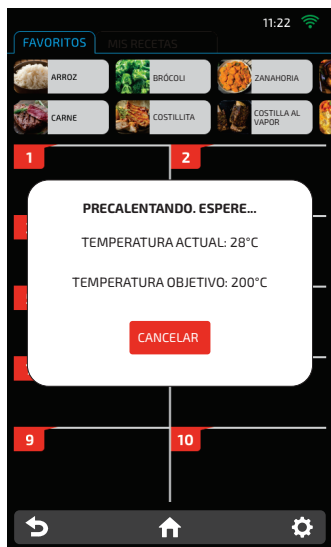 11:22
FAVORITOS MIS RECETAS
ARROZ BRÓCOLI ZANAHORIA
CARNE COSTILLITA COSTILLA AL
VAPOR
1 2
PRECALENTANDO. ESPERE...
TEMPERATURA ACTUAL: 28°C
TEMPERATURA OBJETIVO: 200°C
CANCELAR
9 10